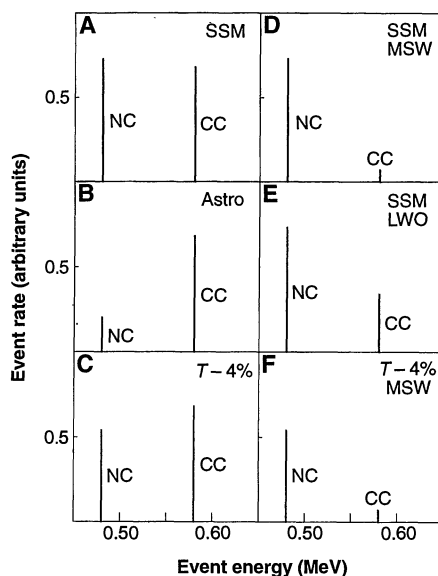 A
SSM
0.5
NC
CC
D
SSM
MSW
CC
NC
B
Astro
0.5
NC
CC
E
SSM
LWO
NC
CC
C
T – 4%
0.5
NC
CC
F
T – 4%
MSW
NC
CC
0.50
0.60
0.50
0.60
Event rate (arbitrary units)
Event energy (MeV)